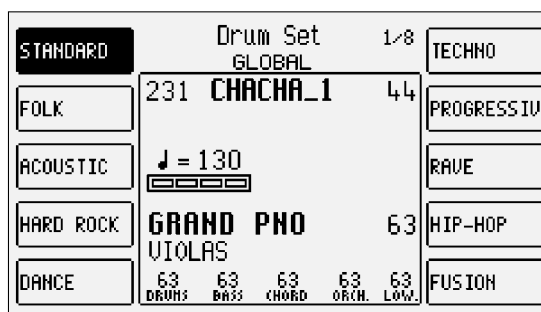 STANDARD
Drum Set 1/8
GLOBAL
TECHNO
FOLK
231 CHACHA_1 44
PROGRESSIV
ACOUSTIC
♩ = 130
RAVE
HARD ROCK
GRAND PNO 63
HIP-HOP
VIOLAS
DANCE
63 63 63 63 63
DRUMS BASS CHORD ORCH. LOW.
FUSION